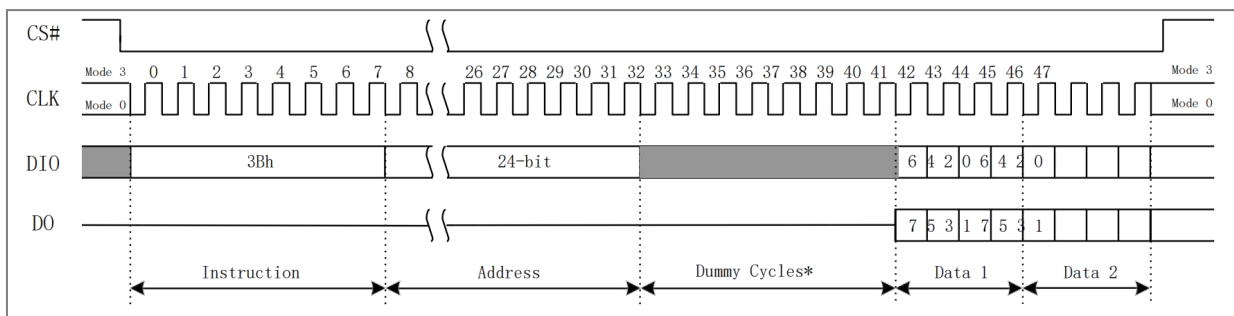 CS#
Mode 3 0 1 2 3 4 5 6 7 8 26 27 28 29 30 31 32 33 34 35 36 37 38 39 40 41 42 43 44 45 46 47 Mode 3
CLK
Mode 0 Mode 0
DIO 3Bh 24-bit 6 4 2 0 6 4 2 0
DO 7 5 3 1 7 5 3 1
Instruction Address Dummy Cycles* Data 1 Data 2